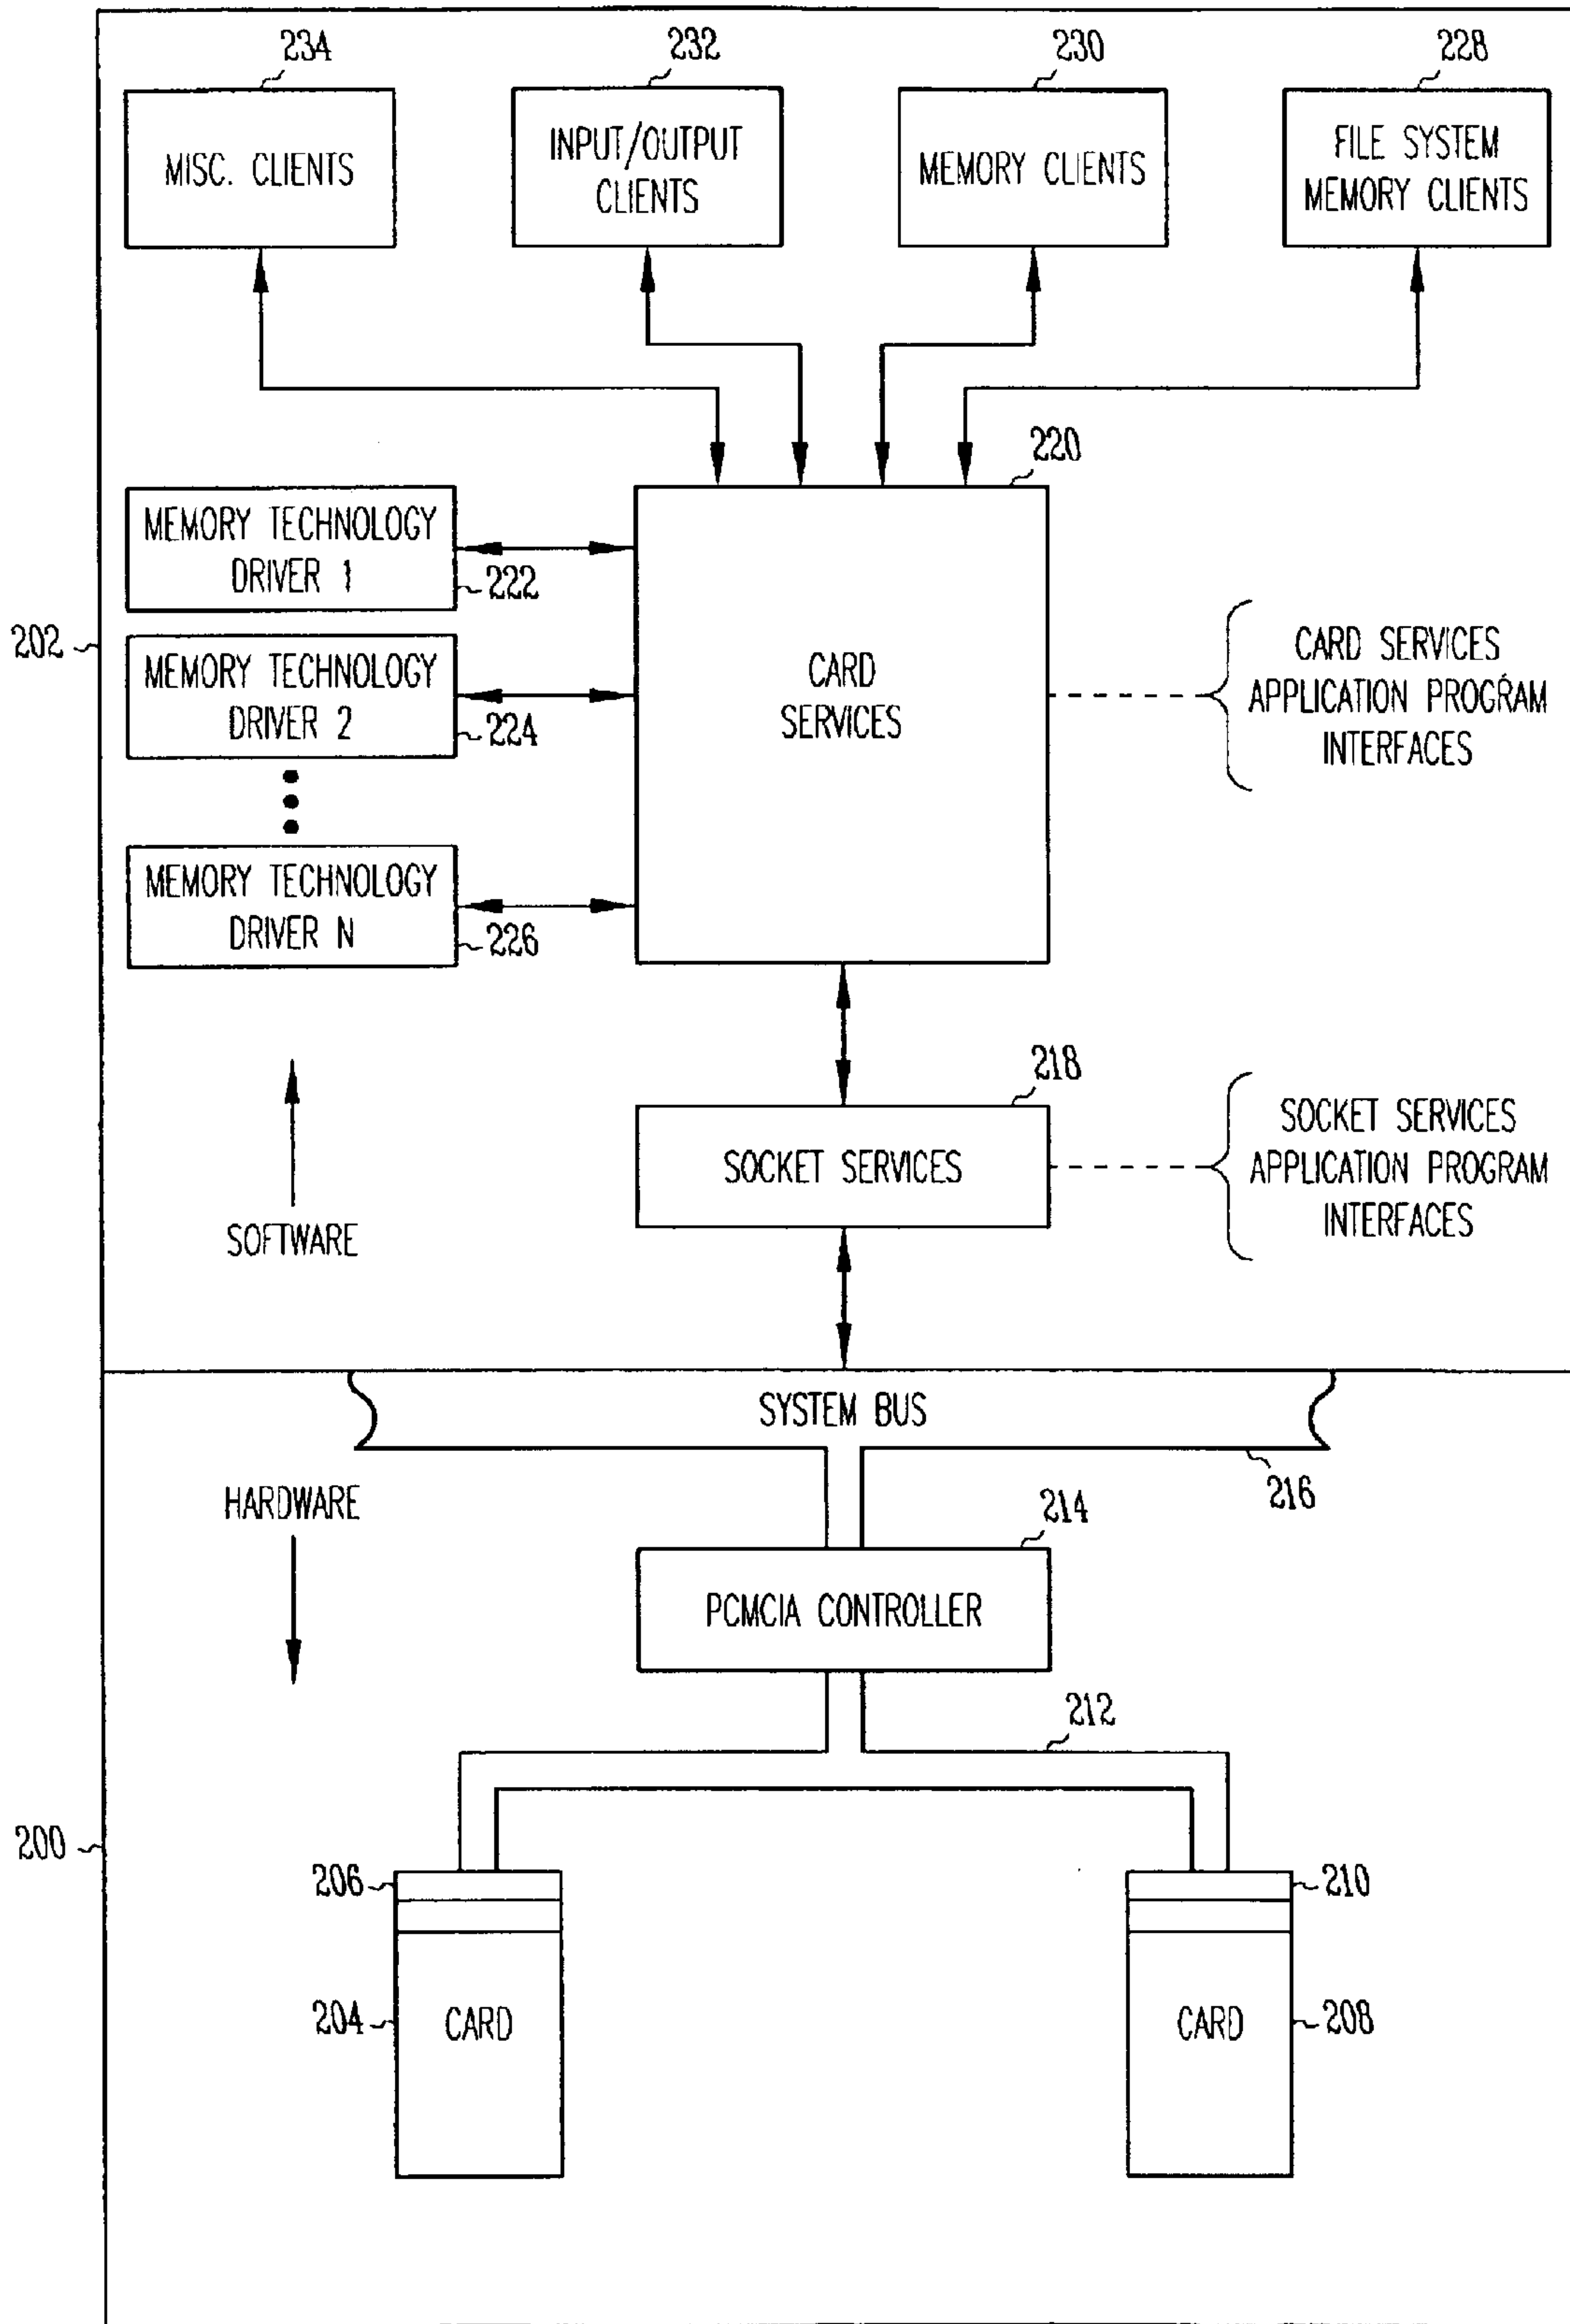 234
232
230
228
MISC. CLIENTS
INPUT/OUTPUT
CLIENTS
MEMORY CLIENTS
FILE SYSTEM
MEMORY CLIENTS
220
MEMORY TECHNOLOGY
DRIVER 1
222
202
MEMORY TECHNOLOGY
DRIVER 2
224
CARD
SERVICES
CARD SERVICES
APPLICATION PROGRAM
INTERFACES
MEMORY TECHNOLOGY
DRIVER N
226
218
SOCKET SERVICES
SOCKET SERVICES
APPLICATION PROGRAM
INTERFACES
SOFTWARE
SYSTEM BUS
216
HARDWARE
214
PCMCIA CONTROLLER
212
200
206
210
204
CARD
CARD
208